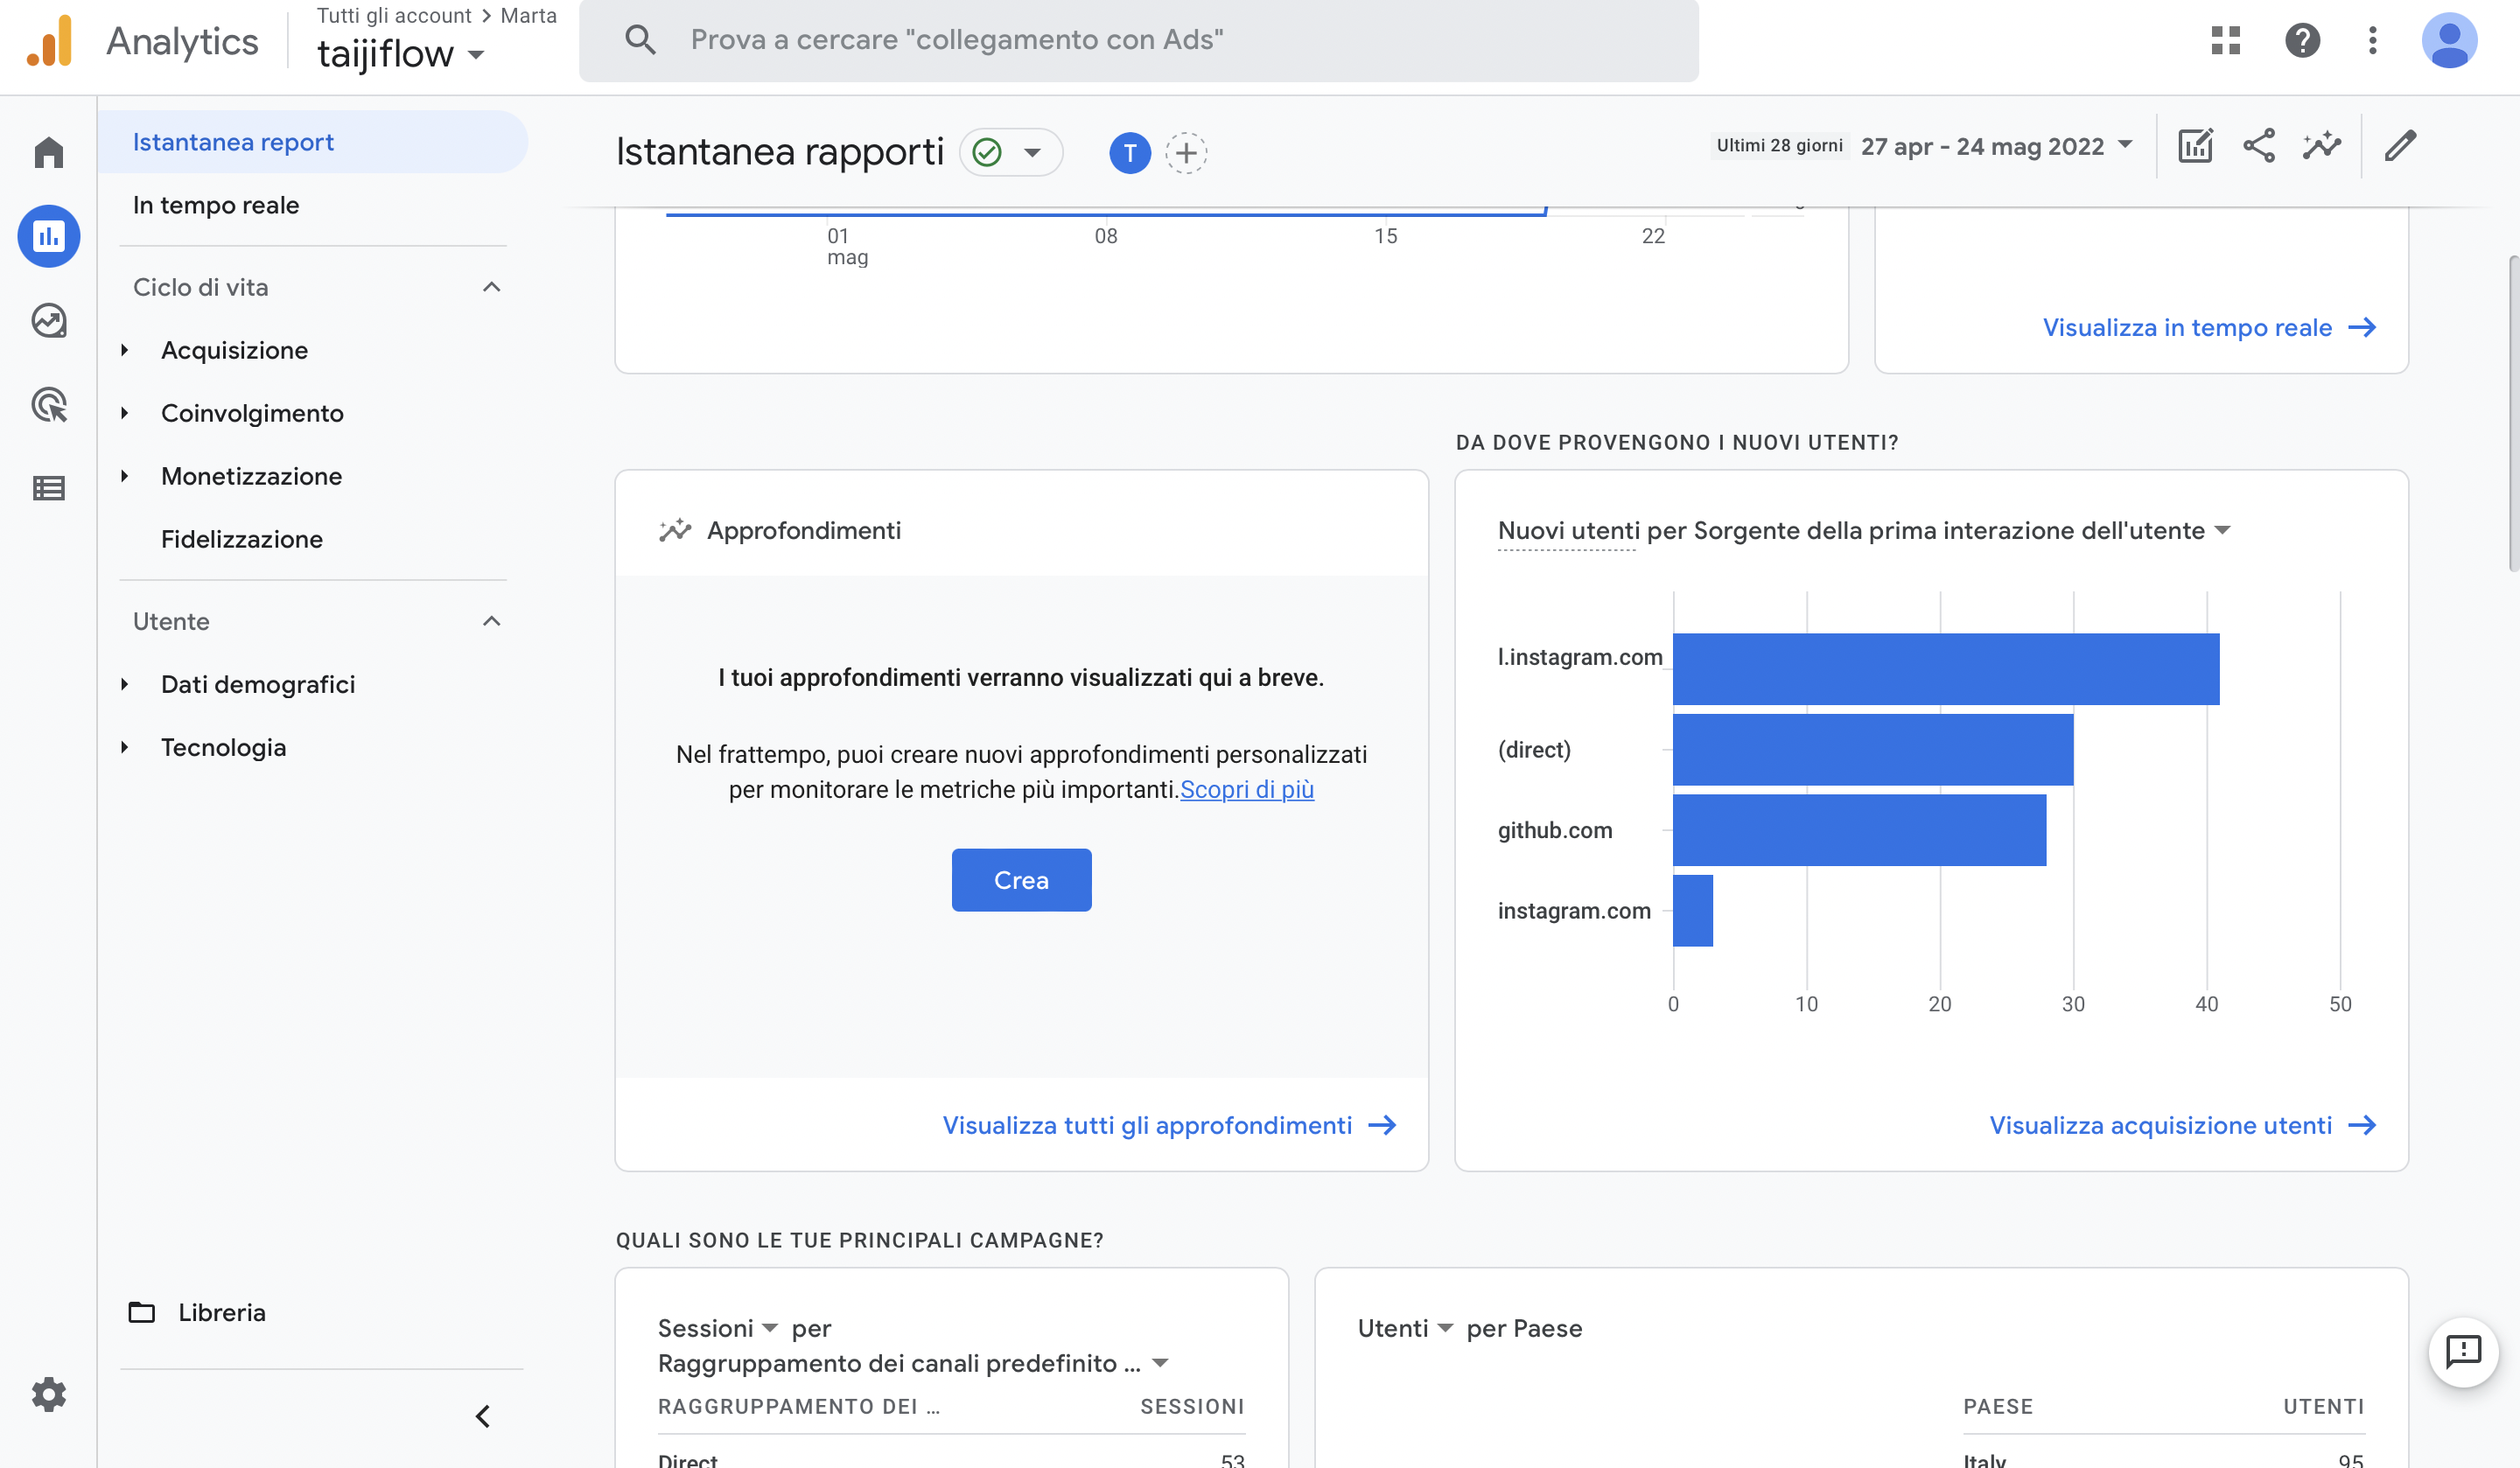 Analytics
Tutti gli account > Marta
taijiflow
Prova a cercare "collegamento con Ads"
Istantanea report
In tempo reale
Ciclo di vita
Acquisizione
Coinvolgimento
Monetizzazione
Fidelizzazione
Utente
Dati demografici
Tecnologia
Libreria
Istantanea rapporti
T
Ultimi 28 giorni 27 apr - 24 mag 2022
01
mag
08
15
22
Visualizza in tempo reale
Approfondimenti
I tuoi approfondimenti verranno visualizzati qui a breve.
Nel frattempo, puoi creare nuovi approfondimenti personalizzati
per monitorare le metriche più importanti.Scopri di più
Crea
Visualizza tutti gli approfondimenti
DA DOVE PROVENGONO I NUOVI UTENTI?
Nuovi utenti per Sorgente della prima interazione dell'utente
l.instagram.com
(direct)
github.com
instagram.com
0 10 20 30 40 50
Visualizza acquisizione utenti
QUALI SONO LE TUE PRINCIPALI CAMPAGNE?
Sessioni per
Raggruppamento dei canali predefinito ...
RAGGRUPPAMENTO DEI ... SESSIONI
Direct 53
Utenti per Paese
PAESE UTENTI
Italy 95